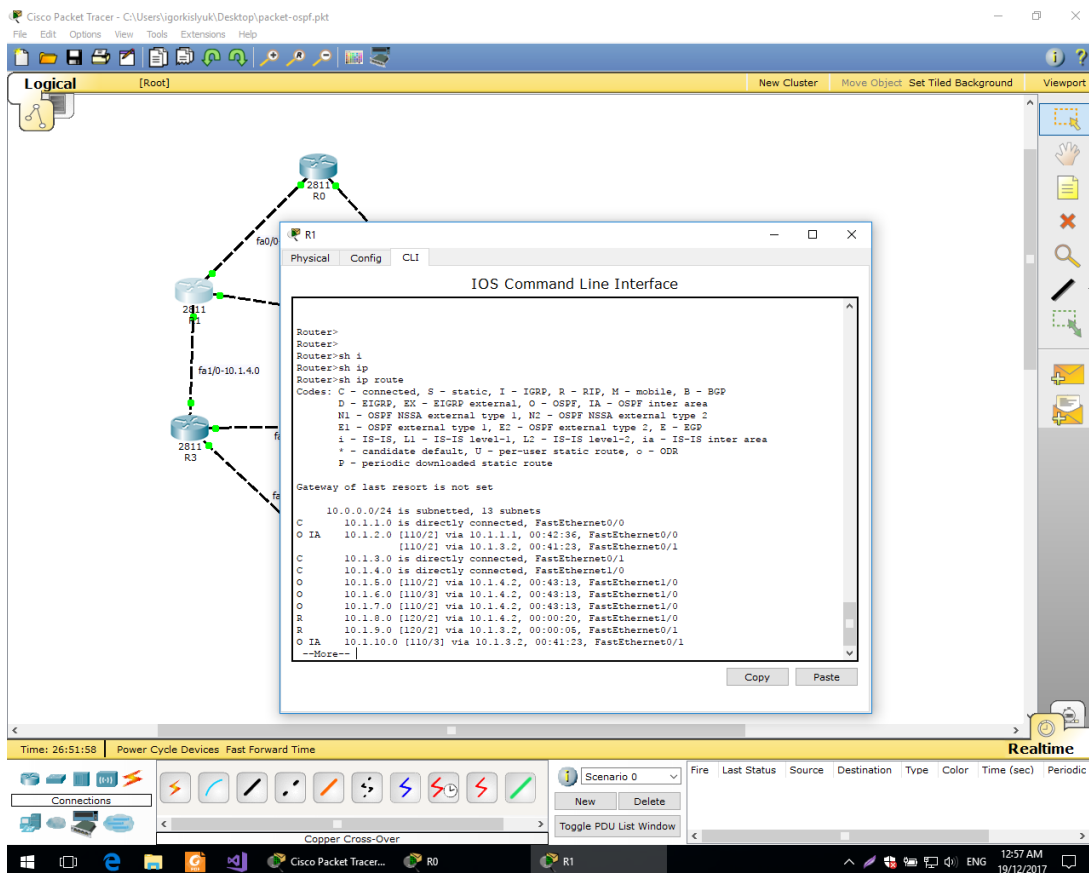 Cisco Packet Tracer - C:\Users\igorkislyuk\Desktop\packet-ospf.pkt
File Edit Options View Tools Extensions Help
Logical [Root] New Cluster Move Object Set Tiled Background Viewport
2811
R0
fa0/0
2811
R1
fa1/0-10.1.4.0
2811
R3
R1
Physical Config CLI
IOS Command Line Interface
Router>
Router>
Router>sh i
Router>sh ip
Router>sh ip route
Codes: C - connected, S - static, I - IGRP, R - RIP, M - mobile, B - BGP
D - EIGRP, EX - EIGRP external, O - OSPF, IA - OSPF inter area
N1 - OSPF NSSA external type 1, N2 - OSPF NSSA external type 2
E1 - OSPF external type 1, E2 - OSPF external type 2, E - EGP
i - IS-IS, L1 - IS-IS level-1, L2 - IS-IS level-2, ia - IS-IS inter area
* - candidate default, U - per-user static route, o - ODR
P - periodic downloaded static route
Gateway of last resort is not set
10.0.0.0/24 is subnetted, 13 subnets
C 10.1.1.0 is directly connected, FastEthernet0/0
O IA 10.1.2.0 [110/2] via 10.1.1.1, 00:42:36, FastEthernet0/0
[110/2] via 10.1.3.2, 00:41:23, FastEthernet0/1
C 10.1.3.0 is directly connected, FastEthernet0/1
C 10.1.4.0 is directly connected, FastEthernet1/0
O 10.1.5.0 [110/2] via 10.1.4.2, 00:43:13, FastEthernet1/0
O 10.1.6.0 [110/3] via 10.1.4.2, 00:43:13, FastEthernet1/0
O 10.1.7.0 [110/2] via 10.1.4.2, 00:43:13, FastEthernet1/0
R 10.1.8.0 [120/2] via 10.1.4.2, 00:00:20, FastEthernet1/0
R 10.1.9.0 [120/2] via 10.1.3.2, 00:00:05, FastEthernet0/1
O IA 10.1.10.0 [110/3] via 10.1.3.2, 00:41:23, FastEthernet0/1
--More--
Copy Paste
Time: 26:51:58 Power Cycle Devices Fast Forward Time Realtime
Connections
Copper Cross-Over
Scenario 0
New Delete
Toggle PDU List Window
Fire Last Status Source Destination Type Color Time (sec) Periodic
Cisco Packet Tracer... R0 R1 ENG 12:57 AM
19/12/2017